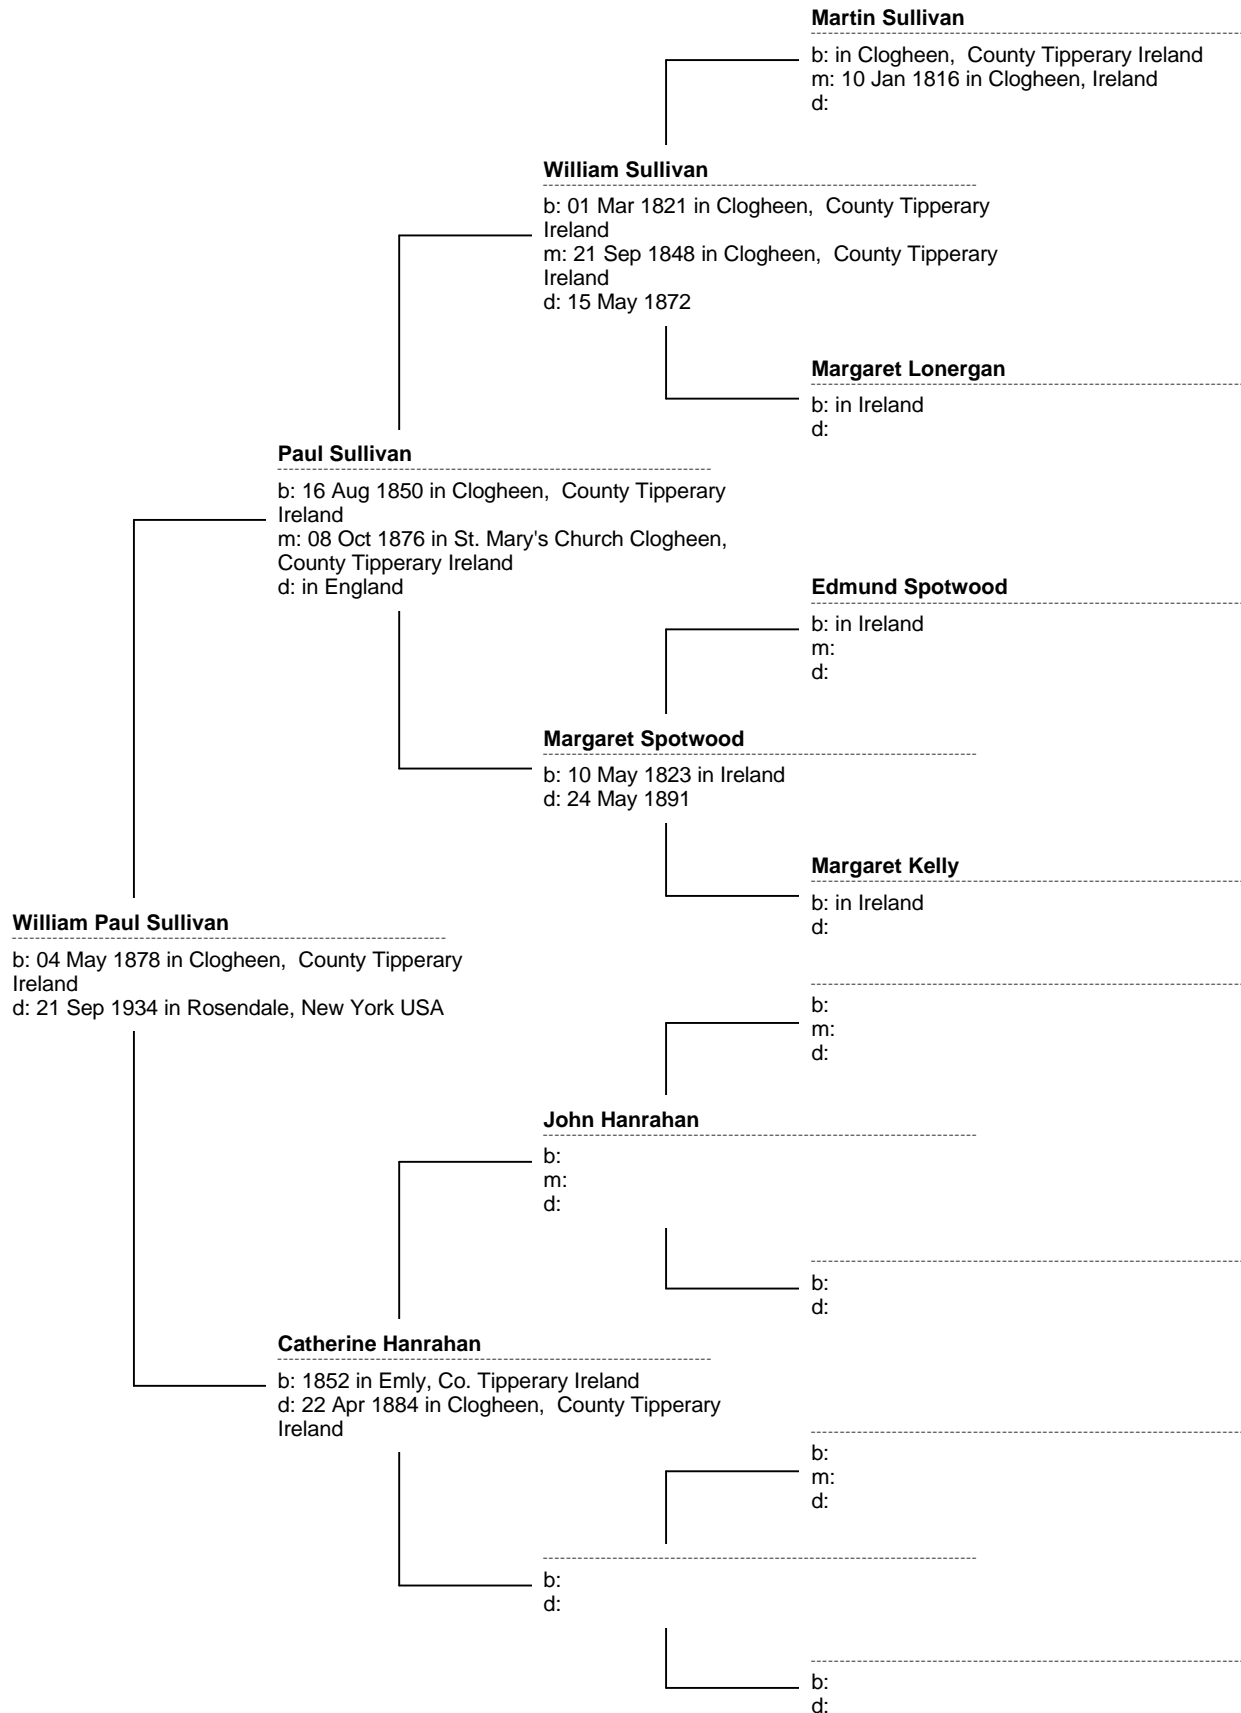 Martin Sullivan
b: in Clogheen, County Tipperary Ireland
m: 10 Jan 1816 in Clogheen, Ireland
d:
William Sullivan
b: 01 Mar 1821 in Clogheen, County Tipperary
Ireland
m: 21 Sep 1848 in Clogheen, County Tipperary
Ireland
d: 15 May 1872
Margaret Lonergan
b: in Ireland
d:
Paul Sullivan
b: 16 Aug 1850 in Clogheen, County Tipperary
Ireland
m: 08 Oct 1876 in St. Mary's Church Clogheen,
County Tipperary Ireland
d: in England
Edmund Spotwood
b: in Ireland
m:
d:
Margaret Spotwood
b: 10 May 1823 in Ireland
d: 24 May 1891
Margaret Kelly
b: in Ireland
d:
William Paul Sullivan
b: 04 May 1878 in Clogheen, County Tipperary
Ireland
d: 21 Sep 1934 in Rosendale, New York USA
b:
m:
d:
John Hanrahan
b:
m:
d:
b:
d:
Catherine Hanrahan
b: 1852 in Emly, Co. Tipperary Ireland
d: 22 Apr 1884 in Clogheen, County Tipperary
Ireland
b:
m:
d:
b:
d:
b:
d: